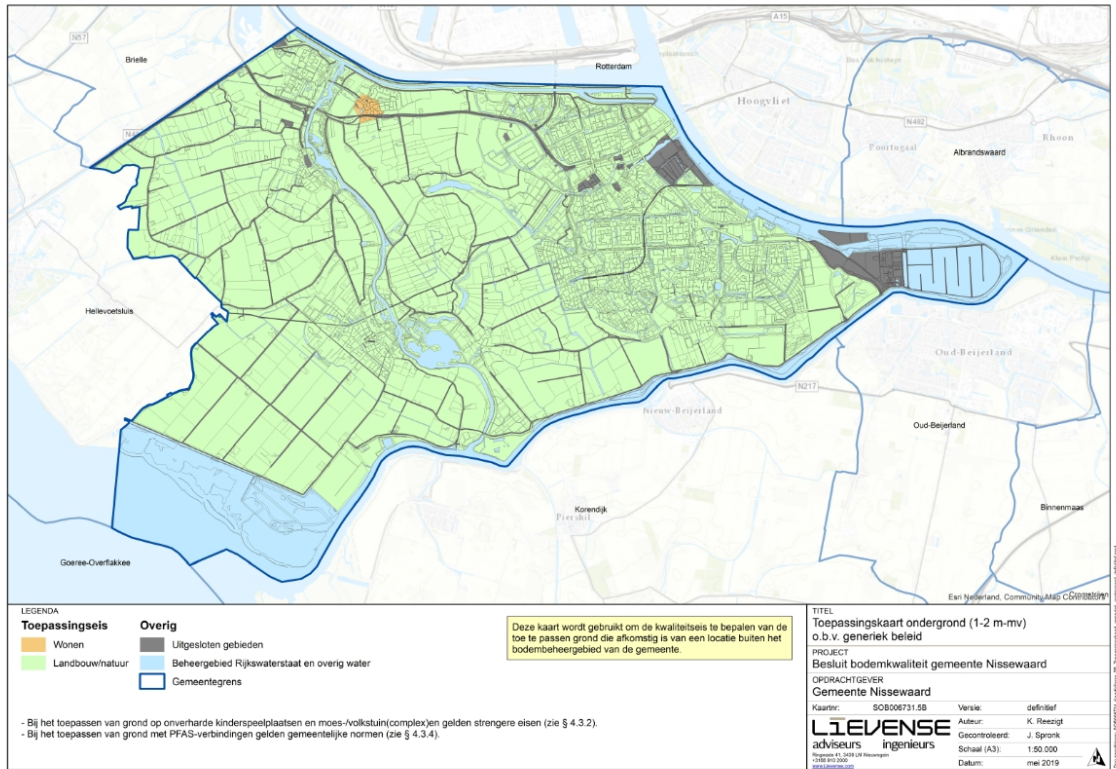 A15
N57
Brielle
Rotterdam
Hoogvliet
N492
Rhoon
Poortugaal
Albrandswaard
Klein Profijt
Hellevoetsluis
Oud-Beijerland
N217
Nieuw-Beijerland
Oud-Beijerland
Korendijk
Piershil
Binnenmaas
Goeree-Overflakkee
Esri Nederland, Community Map Contributors
LEGENDA
Toepassingseis
Overig
Wonen
Uitgesloten gebieden
Landbouw/natuur
Beheergebied Rijkswaterstaat en overig water
Gemeentegrens
Deze kaart wordt gebruikt om de kwaliteitseis te bepalen van de
toe te passen grond die afkomstig is van een locatie buiten het
bodembeheergebied van de gemeente.
- Bij het toepassen van grond op onverharde kinderspeelplaatsen en moes-/volkstuin(complex)en gelden strengere eisen (zie § 4.3.2).
- Bij het toepassen van grond met PFAS-verbindingen gelden gemeentelijke normen (zie § 4.3.4).
TITEL
Toepassingskaart ondergrond (1-2 m-mv)
o.b.v. generiek beleid
PROJECT
Besluit bodemkwaliteit gemeente Nissewaard
OPDRACHTGEVER
Gemeente Nissewaard
Kaartnr: SOB006731.5B Versie: definitief
LIEVENSE
Auteur: K. Reezigt
adviseurs ingenieurs
Gecontroleerd: J. Spronk
Schaal (A3): 1:50.000
Datum: mei 2019
www.Lievense.com